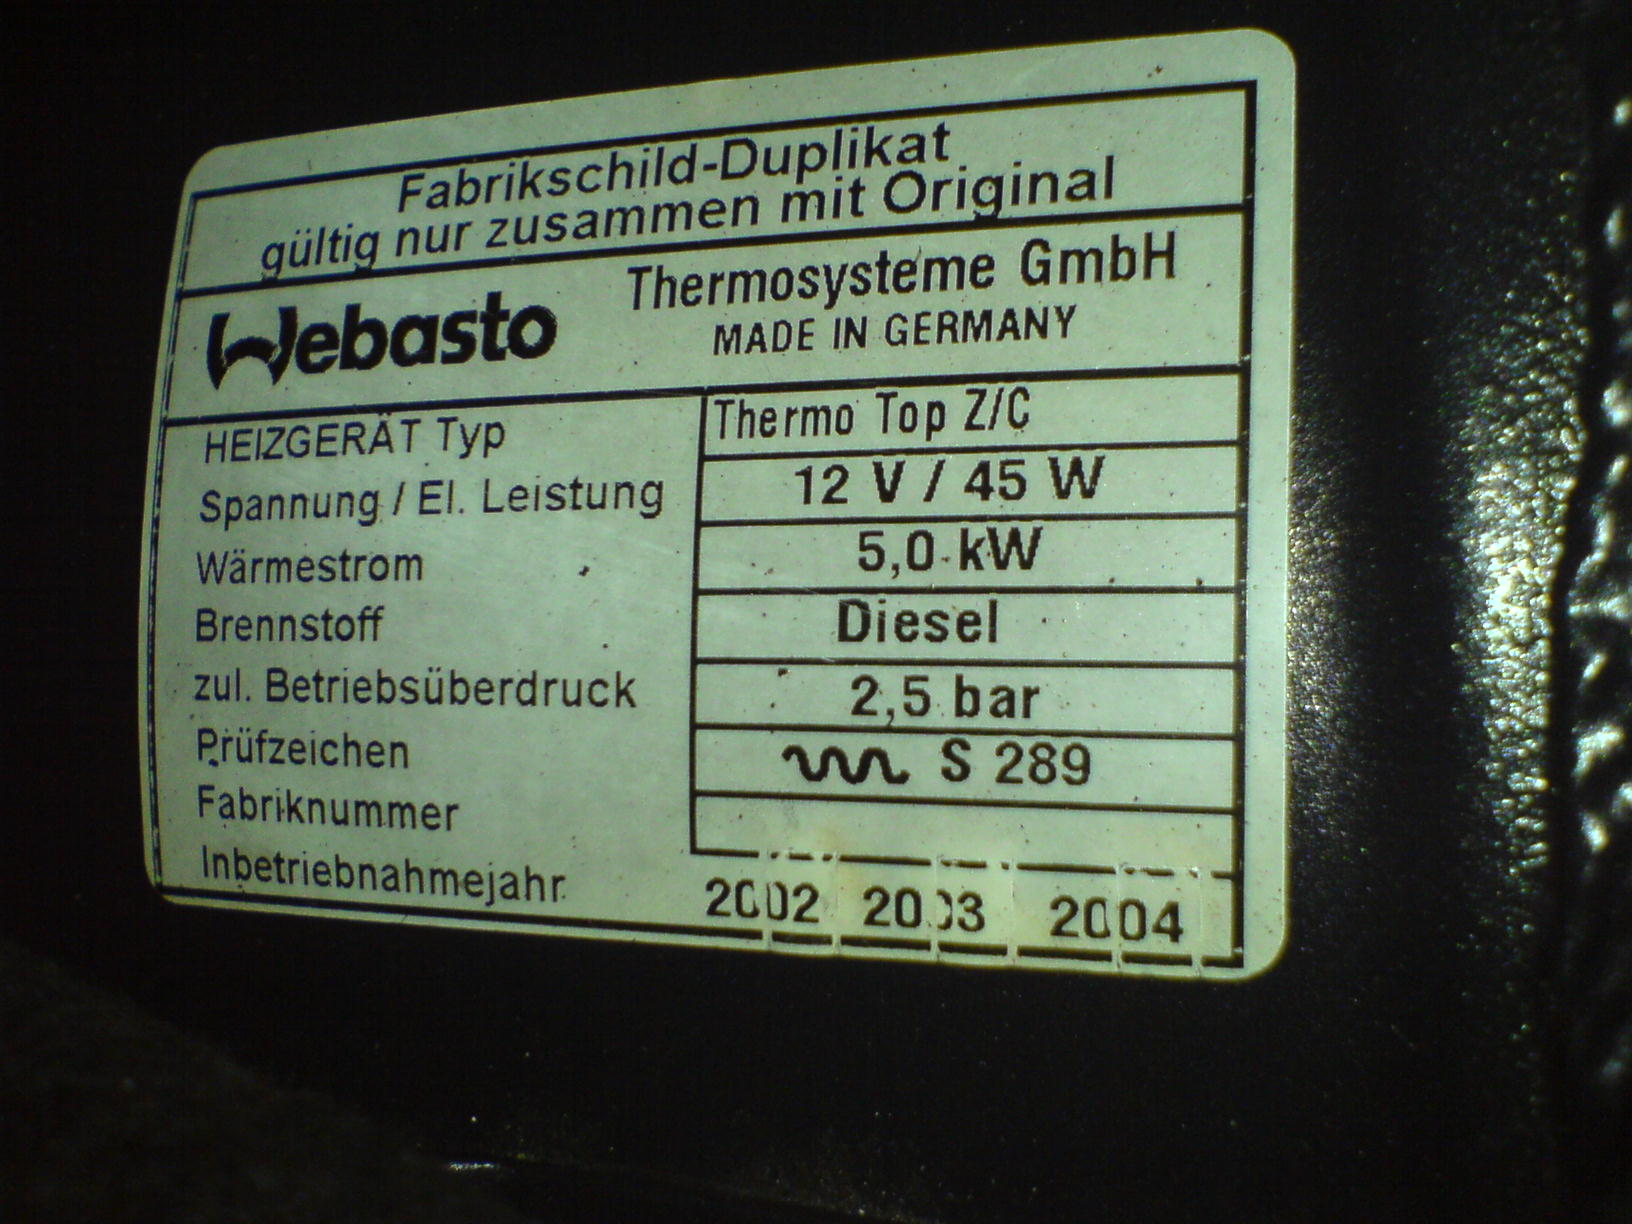 Fabrikschild-Duplikat
gültig nur zusammen mit Original
Webasto Thermosysteme GmbH
MADE IN GERMANY
HEIZGERÄT Typ Thermo Top Z/C
Spannung / El. Leistung 12 V / 45 W
Wärmestrom 5,0 kW
Brennstoff Diesel
zul. Betriebsüberdruck 2,5 bar
Prüfzeichen S 289
Fabriknummer
Inbetriebnahmejahr 2002 2003 2004